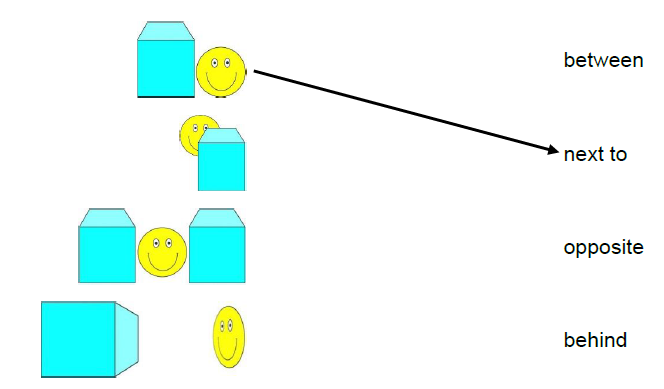 between
next to
opposite
behind